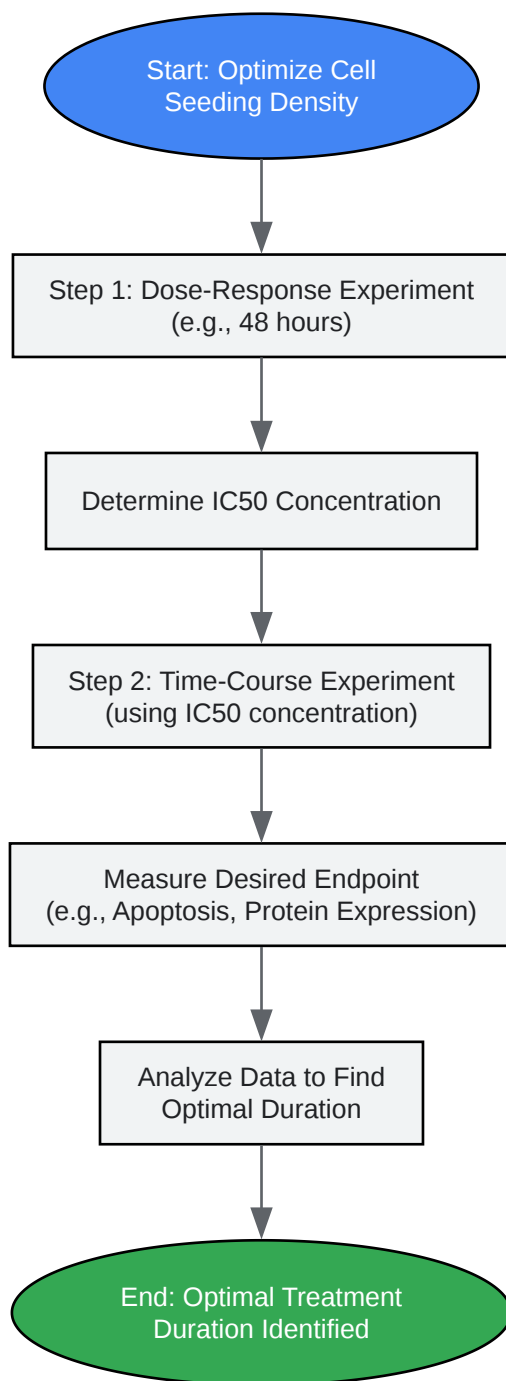 Start: Optimize Cell
Seeding Density
Step 1: Dose-Response Experiment
(e.g., 48 hours)
Determine IC50 Concentration
Step 2: Time-Course Experiment
(using IC50 concentration)
Measure Desired Endpoint
(e.g., Apoptosis, Protein Expression)
Analyze Data to Find
Optimal Duration
End: Optimal Treatment
Duration Identified